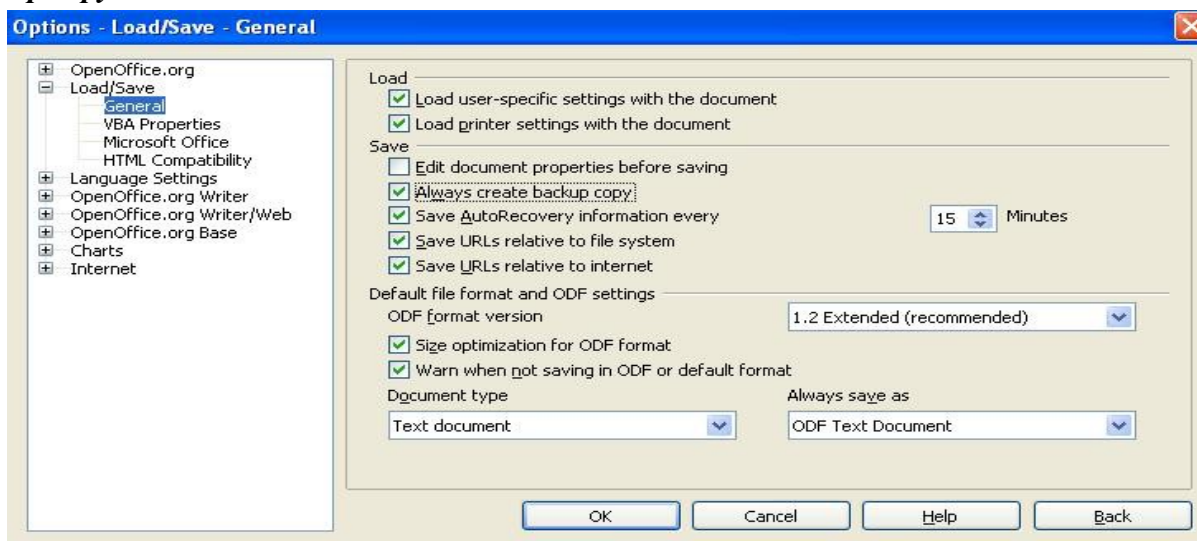 Options - Load/Save - General
OpenOffice.org
Load/Save
General
VBA Properties
Microsoft Office
HTML Compatibility
Language Settings
OpenOffice.org Writer
OpenOffice.org Writer/Web
OpenOffice.org Base
Charts
Internet
Load
Load user-specific settings with the document
Load printer settings with the document
Save
Edit document properties before saving
Always create backup copy
Save AutoRecovery information every 15 Minutes
Save URLs relative to file system
Save URLs relative to internet
Default file format and ODF settings
ODF format version 1.2 Extended (recommended)
Size optimization for ODF format
Warn when not saving in ODF or default format
Document type Always save as
Text document ODF Text Document
OK Cancel Help Back